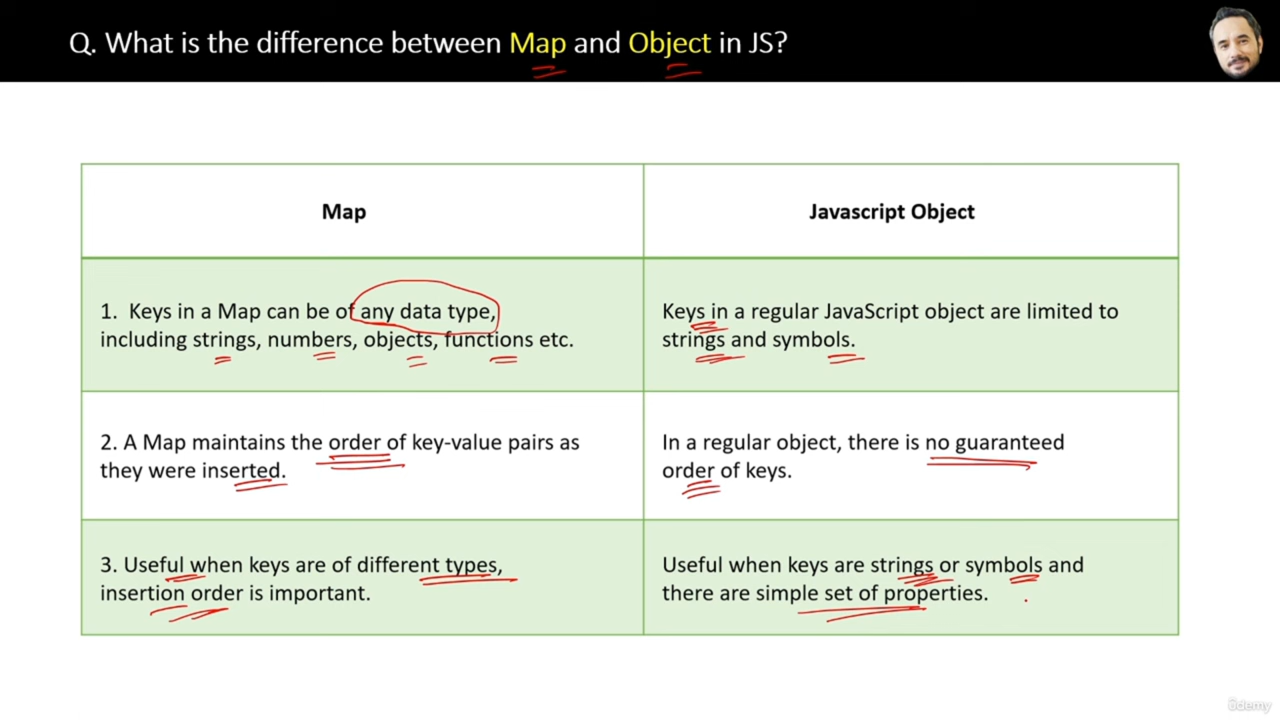 Q. What is the difference between Map and Object in JS?
Map
Javascript Object
1. Keys in a Map can be of any data type,
including strings, numbers, objects, functions etc.
Keys in a regular JavaScript object are limited to
strings and symbols.
2. A Map maintains the order of key-value pairs as
they were inserted.
In a regular object, there is no guaranteed
order of keys.
3. Useful when keys are of different types,
insertion order is important.
Useful when keys are strings or symbols and
there are simple set of properties.
ûdemy